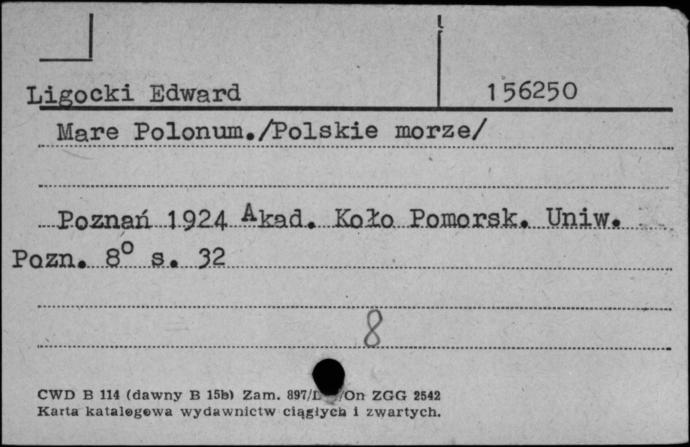 Ligocki Edward 156250
Mare Polonum./Polskie morze/
Poznań 1924 Akad. Koło Pomorsk. Uniw.
Pozn. 8° s. 32
8
CWD B 114 (dawny B 15b) Zam. 897/ /On ZGG 2542
Karta katalogowa wydawnictw ciągłych i zwartych.